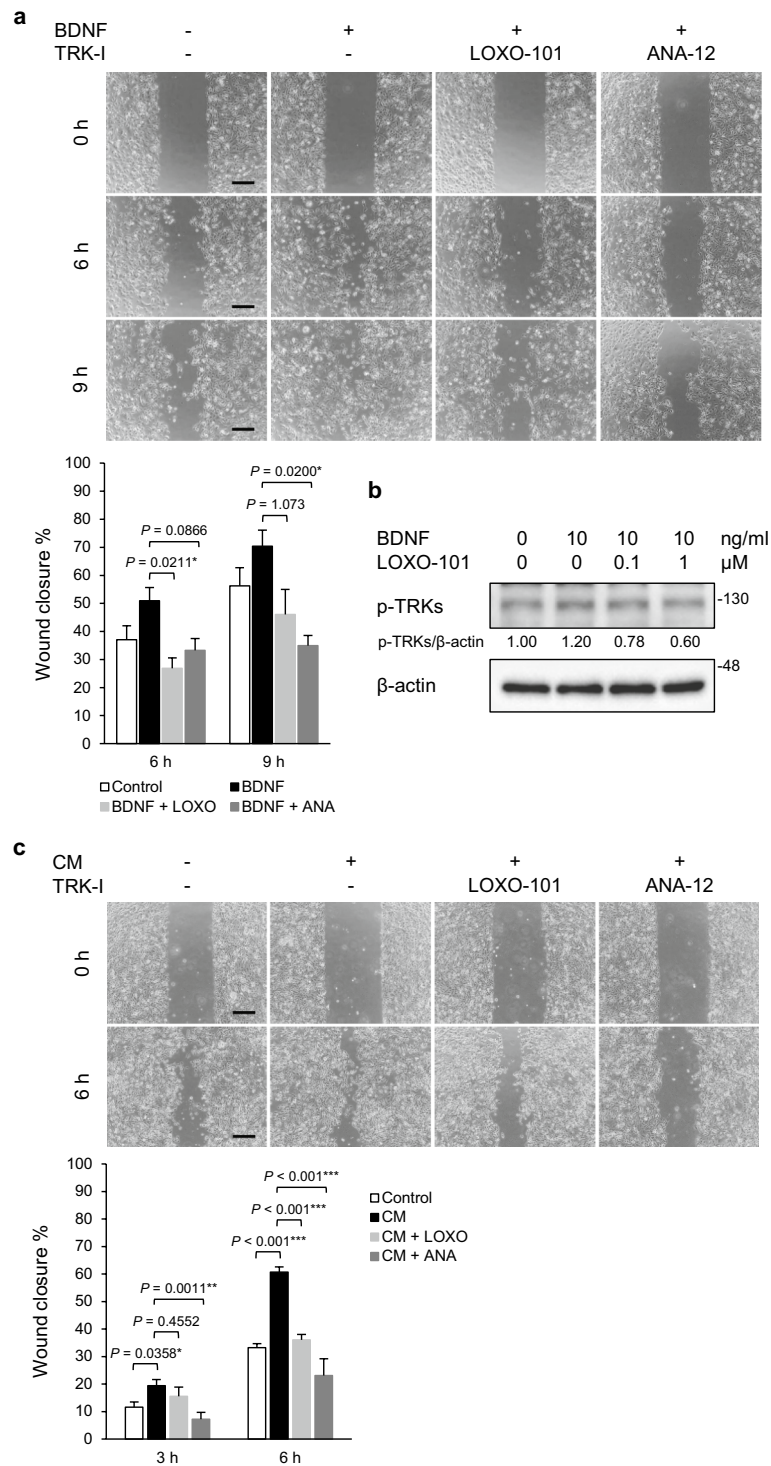 a
BDNF - + + +
TRK-I - - LOXO-101 ANA-12
0 h
6 h
9 h
100
90
80
70
60
50
40
30
20
10
0
Wound closure %
P = 0.0200*
P = 1.073
P = 0.0866
P = 0.0211*
6 h 9 h
Control BDNF
BDNF + LOXO BDNF + ANA
b
BDNF 0 10 10 10 ng/ml
LOXO-101 0 0 0.1 1 µM
p-TRKs -130
p-TRKs/β-actin 1.00 1.20 0.78 0.60
-48
β-actin
c
CM - + + +
TRK-I - - LOXO-101 ANA-12
0 h
6 h
100
90
80
70
60
50
40
30
20
10
0
Wound closure %
P < 0.001***
P < 0.001***
P < 0.001***
P = 0.0011**
P = 0.4552
P = 0.0358*
3 h 6 h
Control
CM
CM + LOXO
CM + ANA